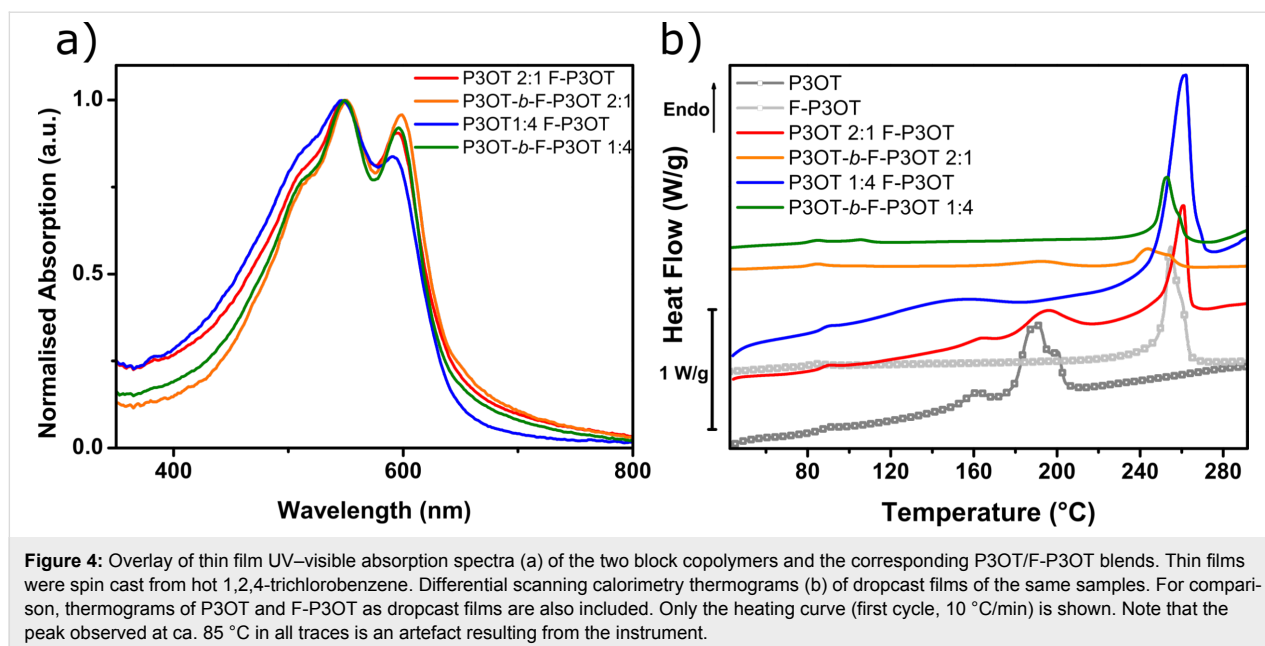 a)
Normalised Absorption (a.u.)
1.0
0.5
0.0
400
600
800
Wavelength (nm)
P3OT 2:1 F-P3OT
P3OT-b-F-P3OT 2:1
P3OT1:4 F-P3OT
P3OT-b-F-P3OT 1:4
b)
Endo
Heat Flow (W/g)
1 W/g
P3OT
F-P3OT
P3OT 2:1 F-P3OT
P3OT-b-F-P3OT 2:1
P3OT 1:4 F-P3OT
P3OT-b-F-P3OT 1:4
80
120
160
200
240
280
Temperature (°C)
Figure 4: Overlay of thin film UV–visible absorption spectra (a) of the two block copolymers and the corresponding P3OT/F-P3OT blends. Thin films
were spin cast from hot 1,2,4-trichlorobenzene. Differential scanning calorimetry thermograms (b) of dropcast films of the same samples. For compari-
son, thermograms of P3OT and F-P3OT as dropcast films are also included. Only the heating curve (first cycle, 10 °C/min) is shown. Note that the
peak observed at ca. 85 °C in all traces is an artefact resulting from the instrument.